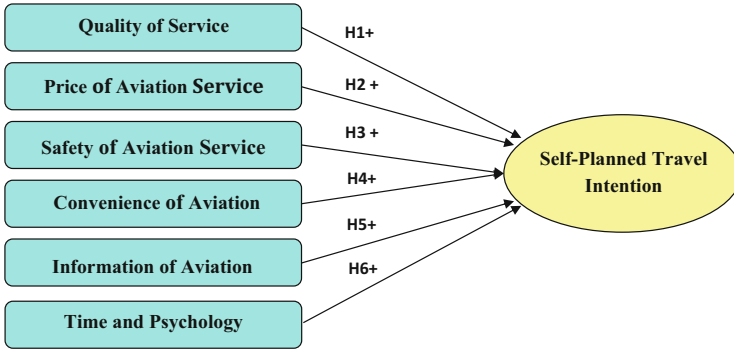 Quality of Service
H1+
Price of Aviation Service
H2 +
Safety of Aviation Service
H3 +
Convenience of Aviation
H4+
Information of Aviation
H5+
Time and Psychology
H6+
Self-Planned Travel
Intention